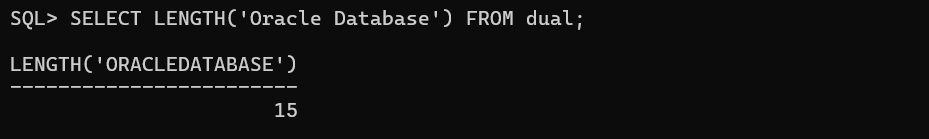 SQL> SELECT LENGTH('Oracle Database') FROM dual;
LENGTH('ORACLEDATABASE')
------------------------
15